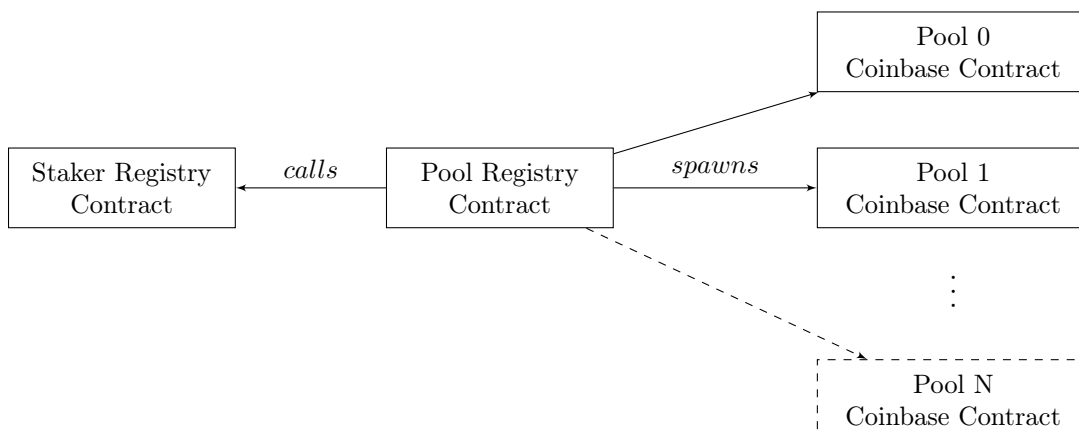 Pool 0
Coinbase Contract
Staker Registry
Contract
calls
Pool Registry
Contract
spawns
Pool 1
Coinbase Contract
⋮
Pool N
Coinbase Contract